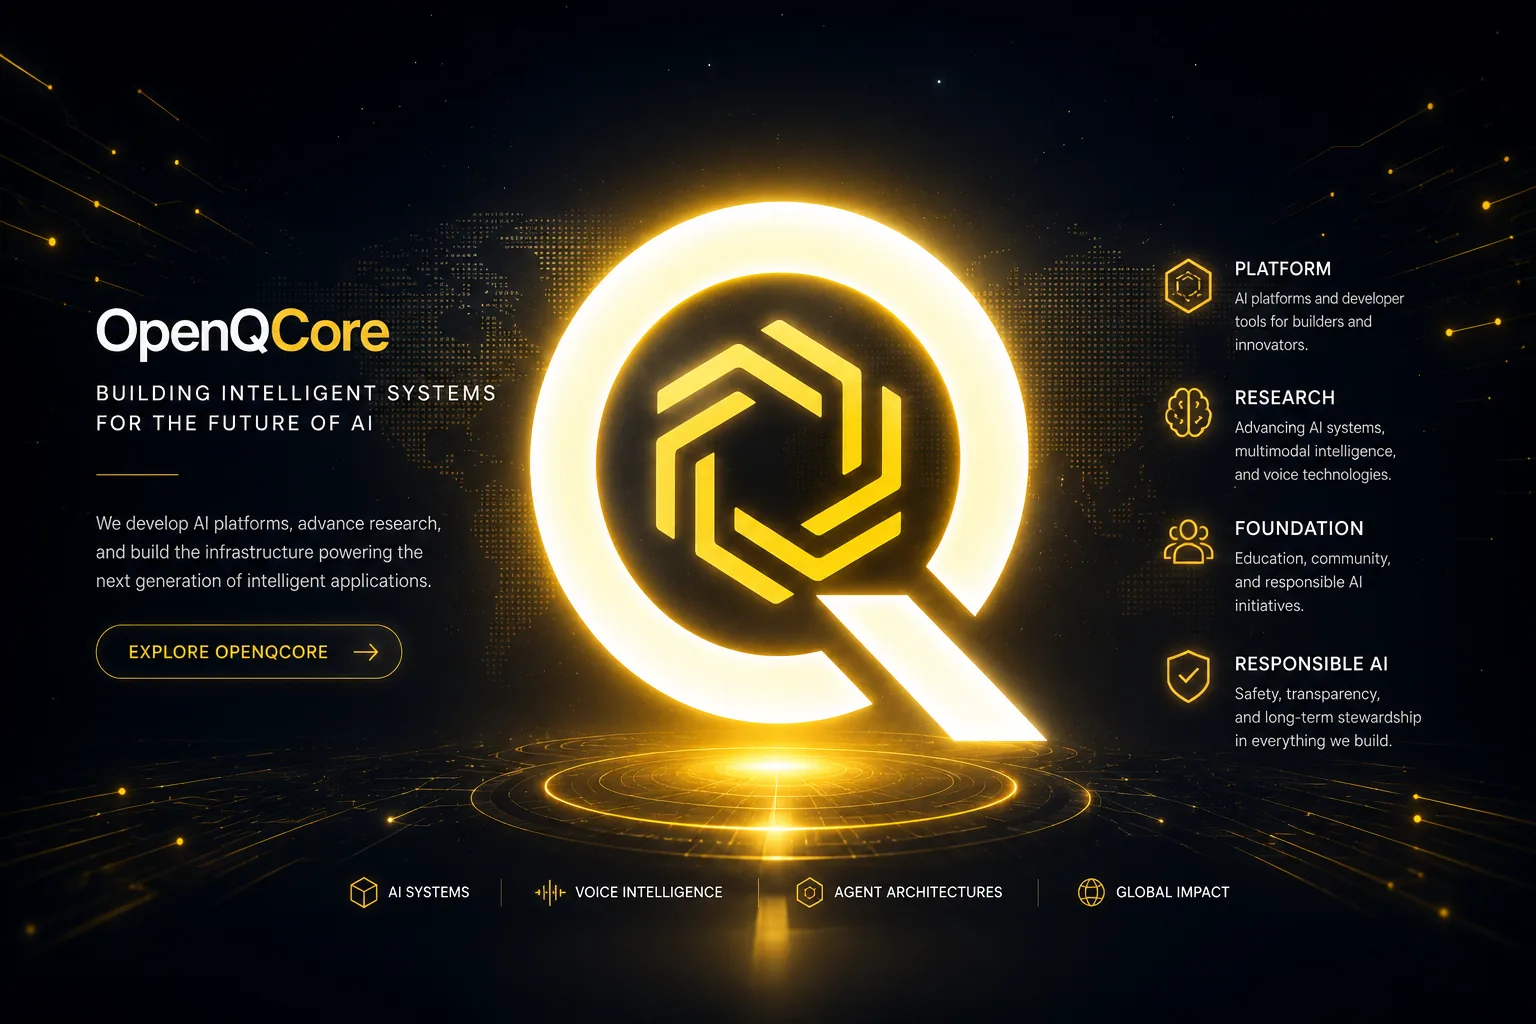 OpenQCore
BUILDING INTELLIGENT SYSTEMS
FOR THE FUTURE OF AI
We develop AI platforms, advance research,
and build the infrastructure powering the
next generation of intelligent applications.
EXPLORE OPENQCORE
PLATFORM
AI platforms and developer
tools for builders and
innovators.
RESEARCH
Advancing AI systems,
multimodal intelligence,
and voice technologies.
FOUNDATION
Education, community,
and responsible AI
initiatives.
RESPONSIBLE AI
Safety, transparency,
and long-term stewardship
in everything we build.
AI SYSTEMS
VOICE INTELLIGENCE
AGENT ARCHITECTURES
GLOBAL IMPACT